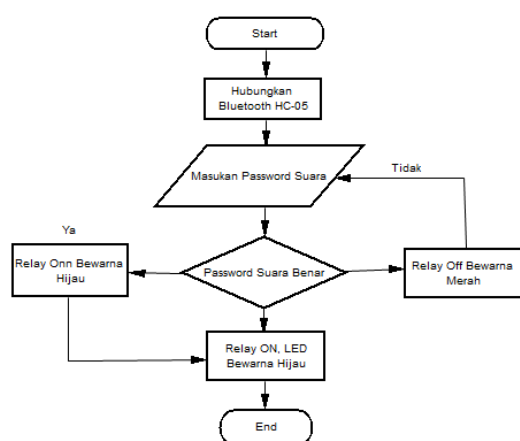 Start
Hubungkan
Bluetooth HC-05
Masukan Password Suara
Tidak
Ya
Relay Onn Bewarna
Hijau
Password Suara Benar
Relay Off Bewarna
Merah
Relay ON, LED
Bewarna Hijau
End